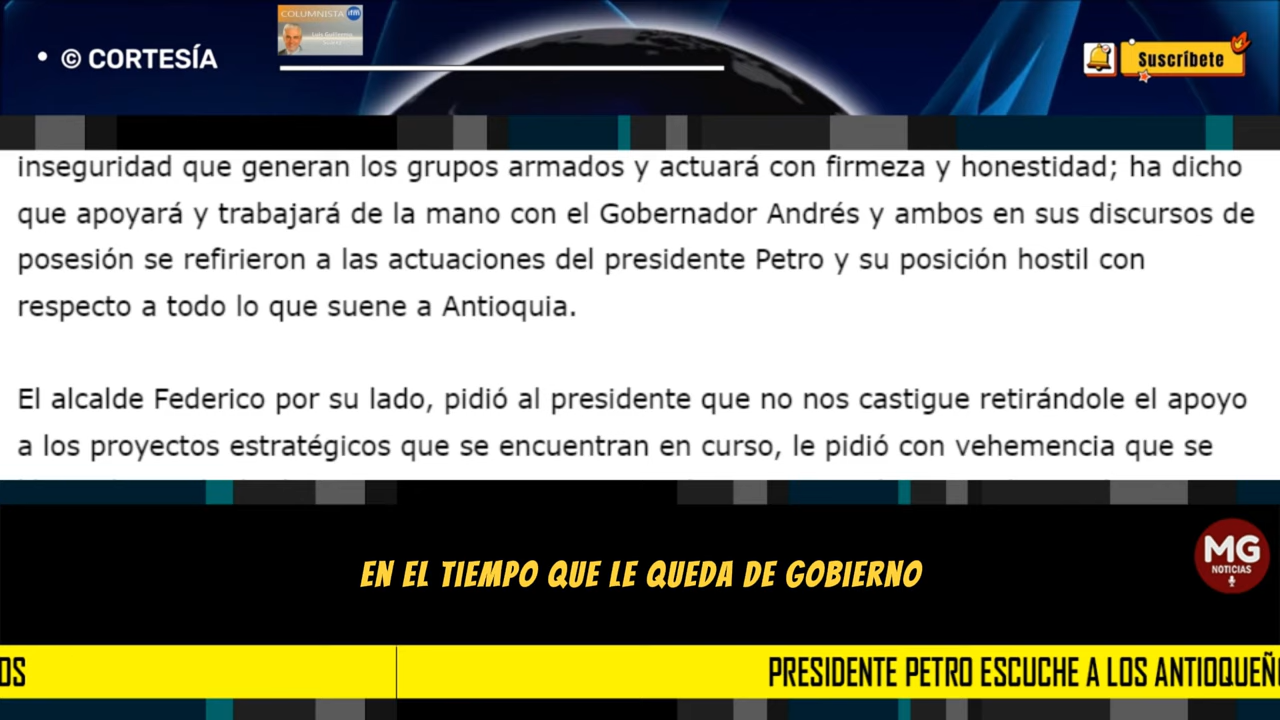 COLUMNISTA ifm
Luis Guillermo
• © CORTESÍA
Suscríbete
inseguridad que generan los grupos armados y actuará con firmeza y honestidad; ha dicho
que apoyará y trabajará de la mano con el Gobernador Andrés y ambos en sus discursos de
posesión se refirieron a las actuaciones del presidente Petro y su posición hostil con
respecto a todo lo que suene a Antioquia.
El alcalde Federico por su lado, pidió al presidente que no nos castigue retirándole el apoyo
a los proyectos estratégicos que se encuentran en curso, le pidió con vehemencia que se
MG
NOTICIAS
EN EL TIEMPO QUE LE QUEDA DE GOBIERNO
OS
PRESIDENTE PETRO ESCUCHE A LOS ANTIOQUEÑ